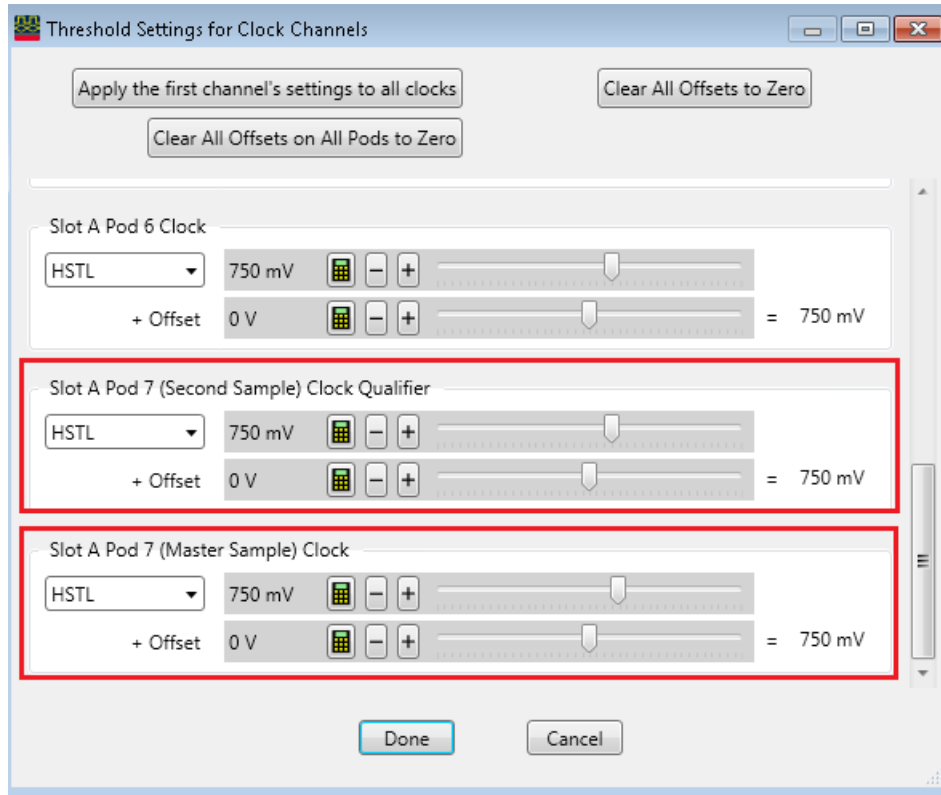 Threshold Settings for Clock Channels
Apply the first channel's settings to all clocks
Clear All Offsets to Zero
Clear All Offsets on All Pods to Zero
Slot A Pod 6 Clock
HSTL 750 mV − +
+ Offset 0 V − + = 750 mV
Slot A Pod 7 (Second Sample) Clock Qualifier
HSTL 750 mV − +
+ Offset 0 V − + = 750 mV
Slot A Pod 7 (Master Sample) Clock
HSTL 750 mV − +
+ Offset 0 V − + = 750 mV
Done Cancel